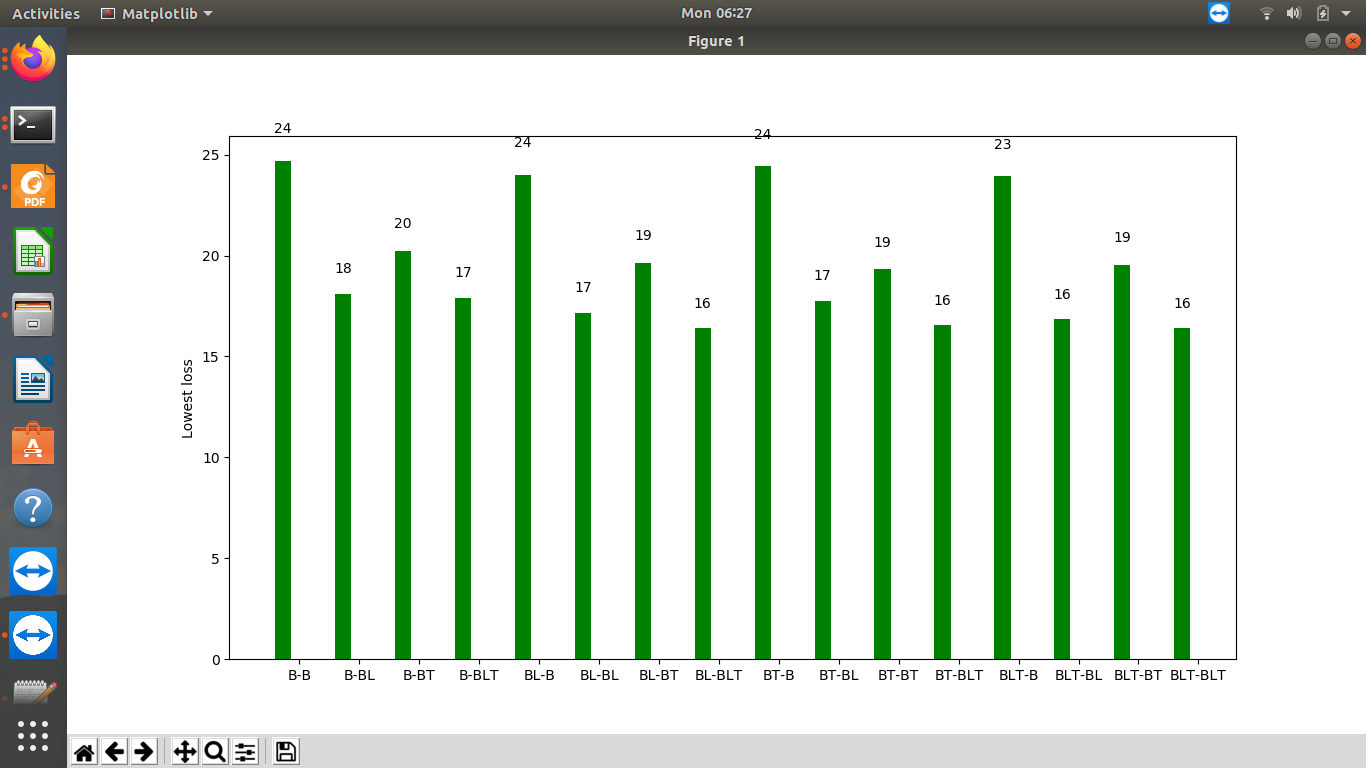 Activities Matplotlib Mon 06:27
Figure 1
PDF
24 24 24 23
25
20 19 19 19
20
18 17 17 17 16 16 16 16
15
Lowest loss
10
5
0
B-B B-BL B-BT B-BLT BL-B BL-BL BL-BT BL-BLT BT-B BT-BL BT-BT BT-BLT BLT-B BLT-BL BLT-BT BLT-BLT